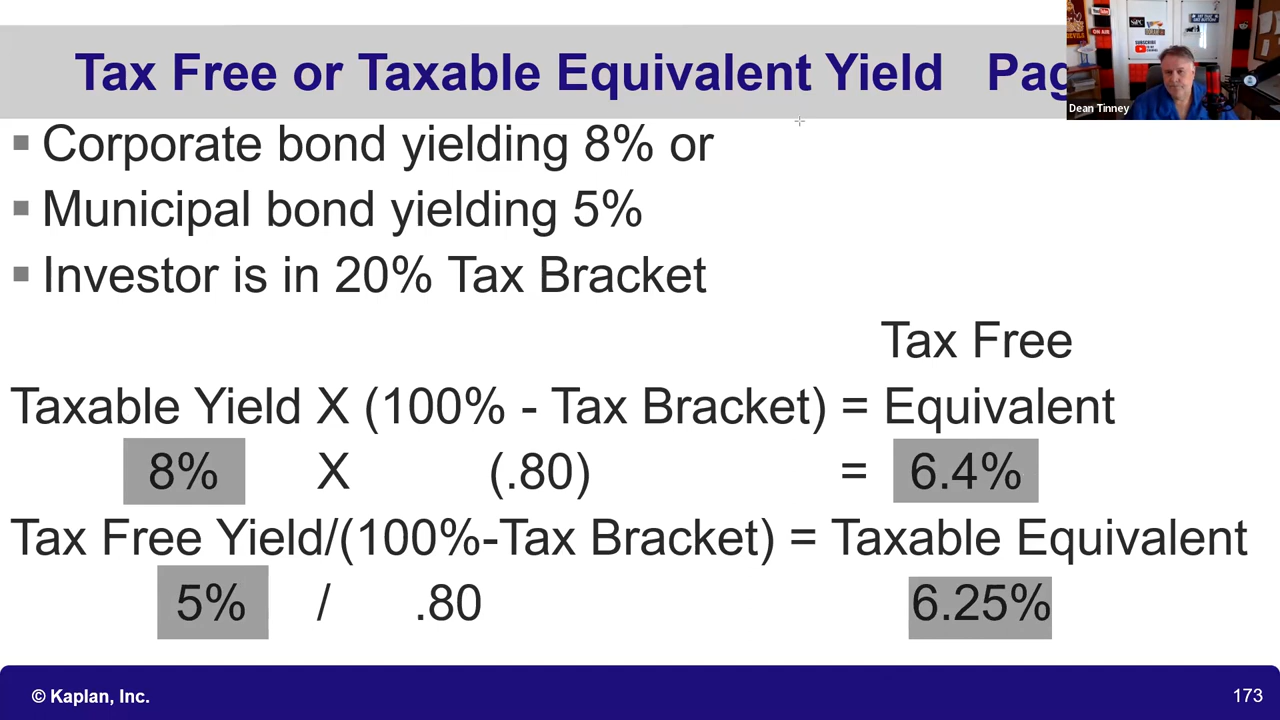 Tax Free or Taxable Equivalent Yield
Dean Tinney
▪ Corporate bond yielding 8% or
▪ Municipal bond yielding 5%
▪ Investor is in 20% Tax Bracket
Tax Free
Taxable Yield X (100% - Tax Bracket) = Equivalent
8% X (.80) = 6.4%
Tax Free Yield/(100%-Tax Bracket) = Taxable Equivalent
5% / .80 6.25%
© Kaplan, Inc.
173